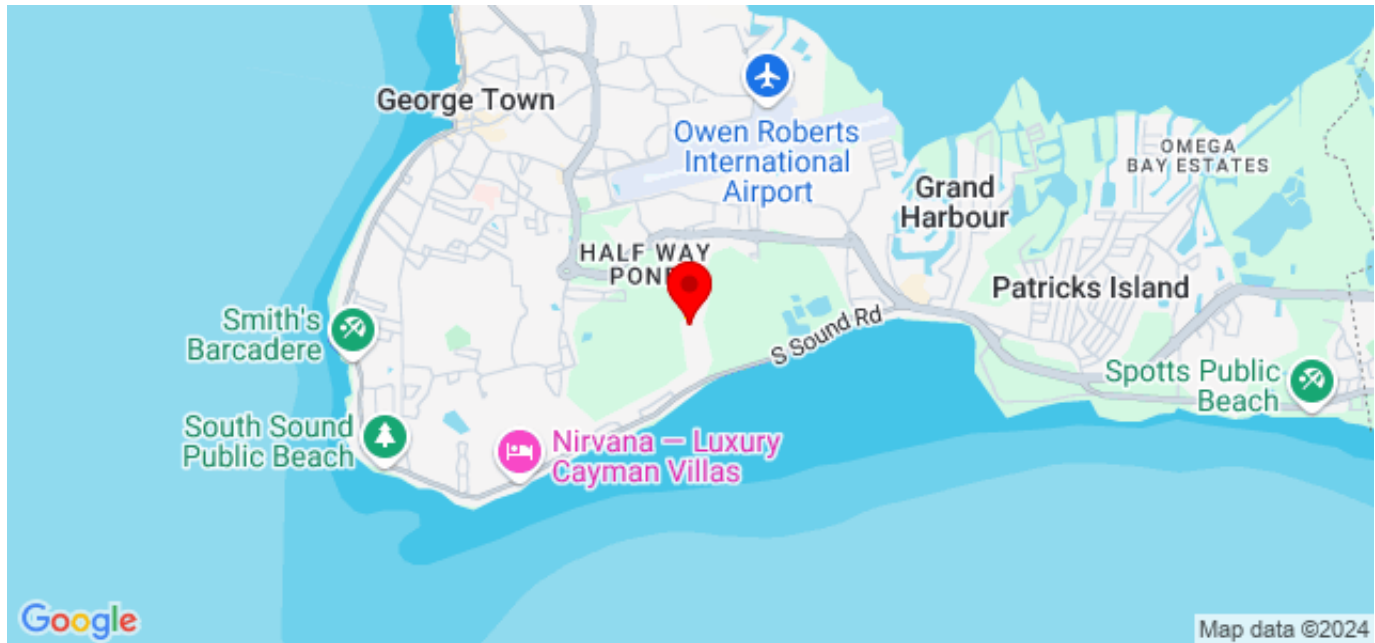 George Town
Owen Roberts
International
Airport
OMEGA
BAY ESTATES
Grand
Harbour
HALF WAY
POND
Patricks Island
Smith's
Barcadere
S Sound Rd
Spotts Public
Beach
South Sound
Public Beach
Nirvana — Luxury
Cayman Villas
Google
Map data ©2024